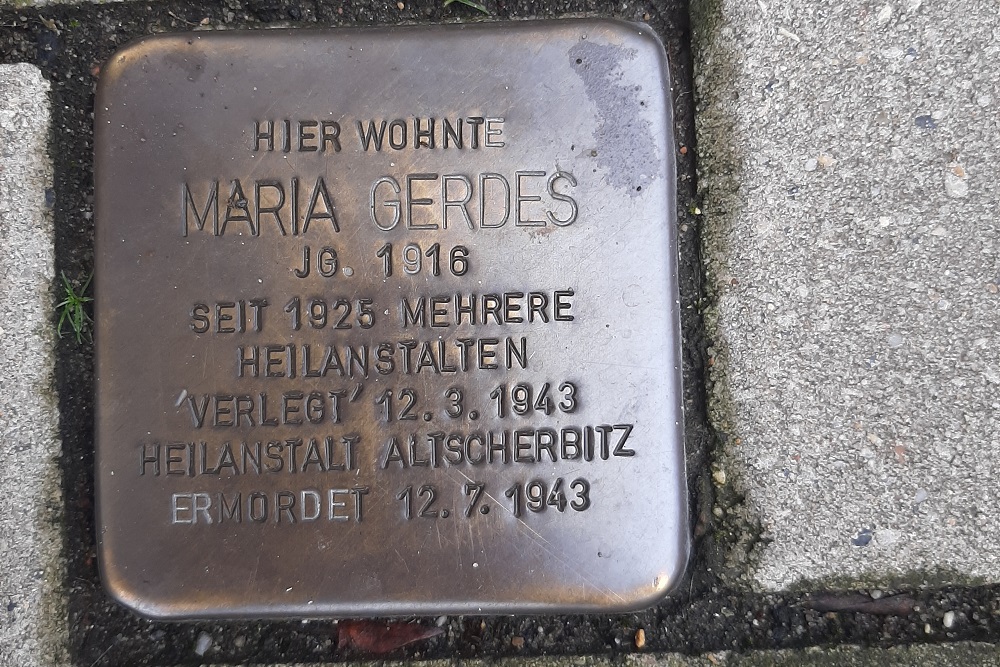 HIER WOHNTE
MARIA GERDES
JG. 1916
SEIT 1925 MEHRERE
HEILANSTALTEN
'VERLEGT' 12.3.1943
HEILANSTALT ALTSCHERBITZ
ERMORDET 12.7.1943